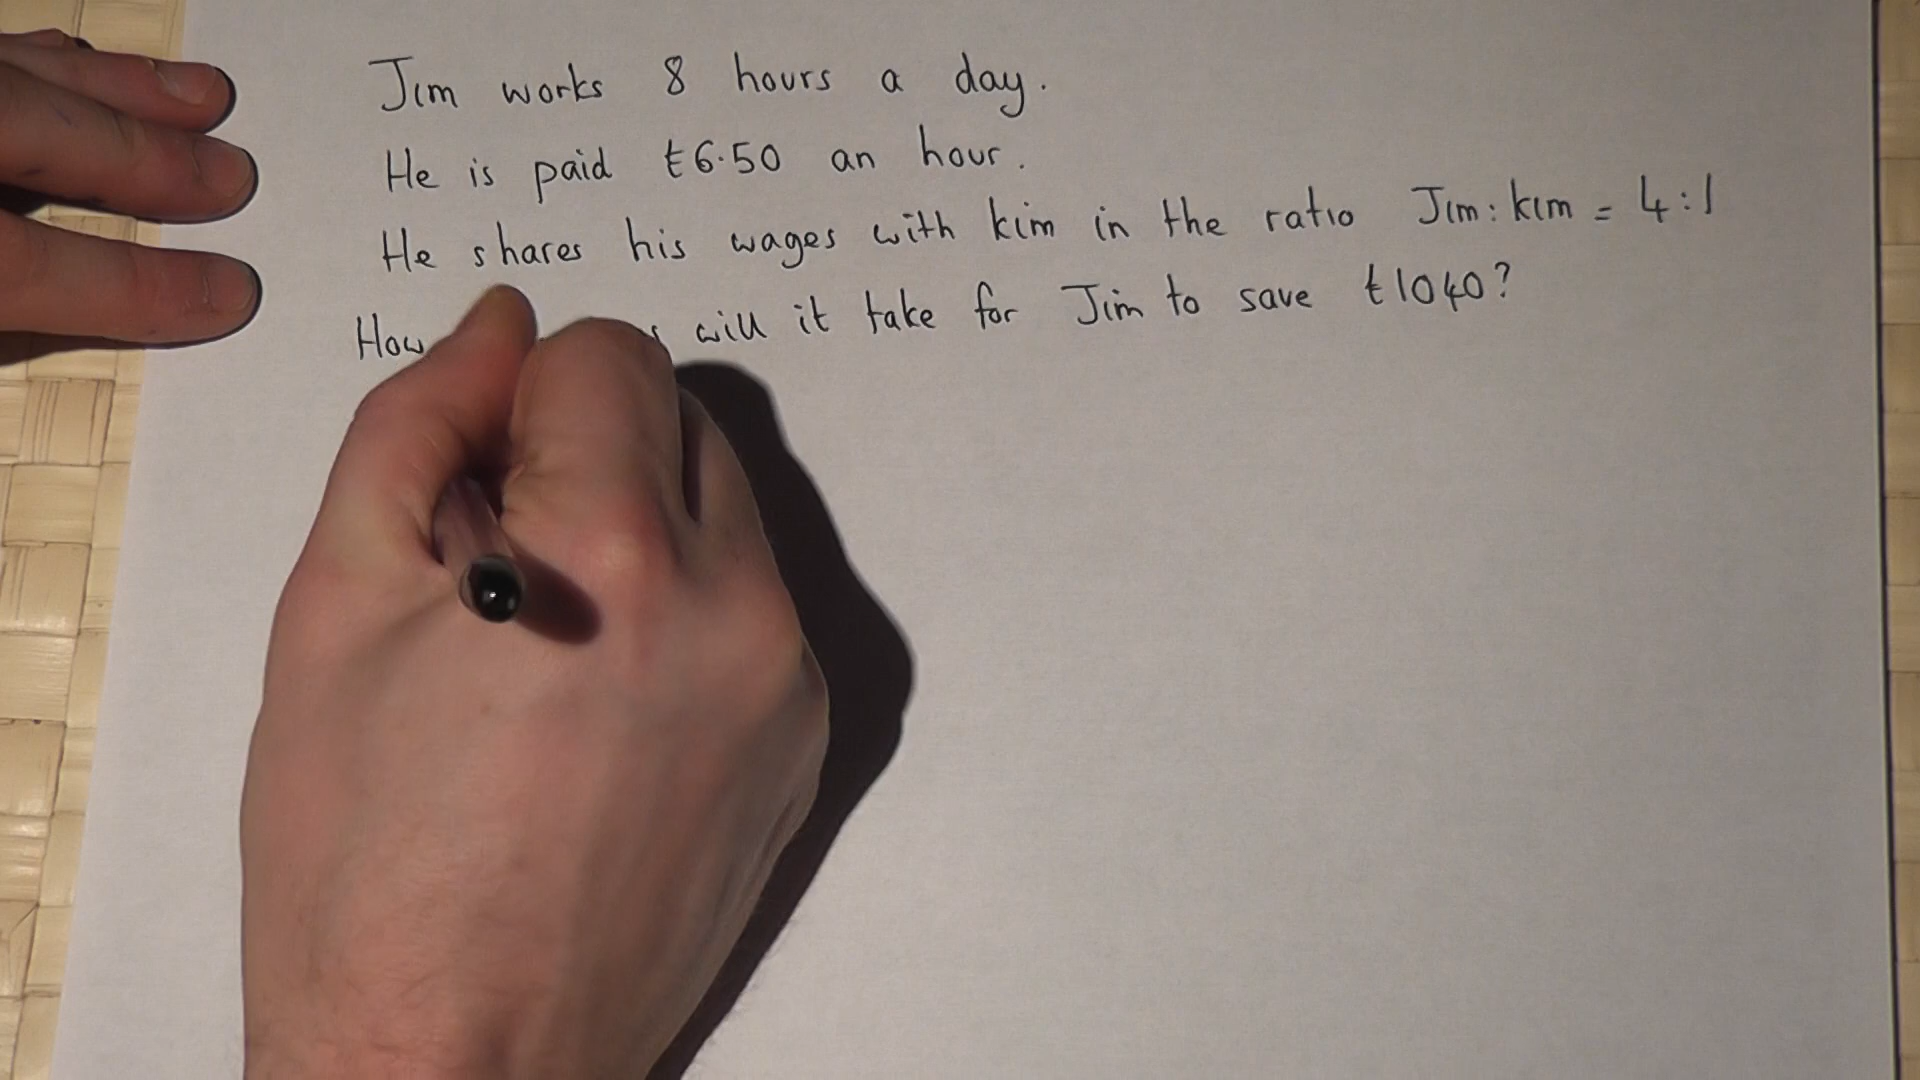 Jim works 8 hours a day.
He is paid £6.50 an hour.
He shares his wages with kim in the ratio Jim: kim = 4:1
How will it take for Jim to save £1040?